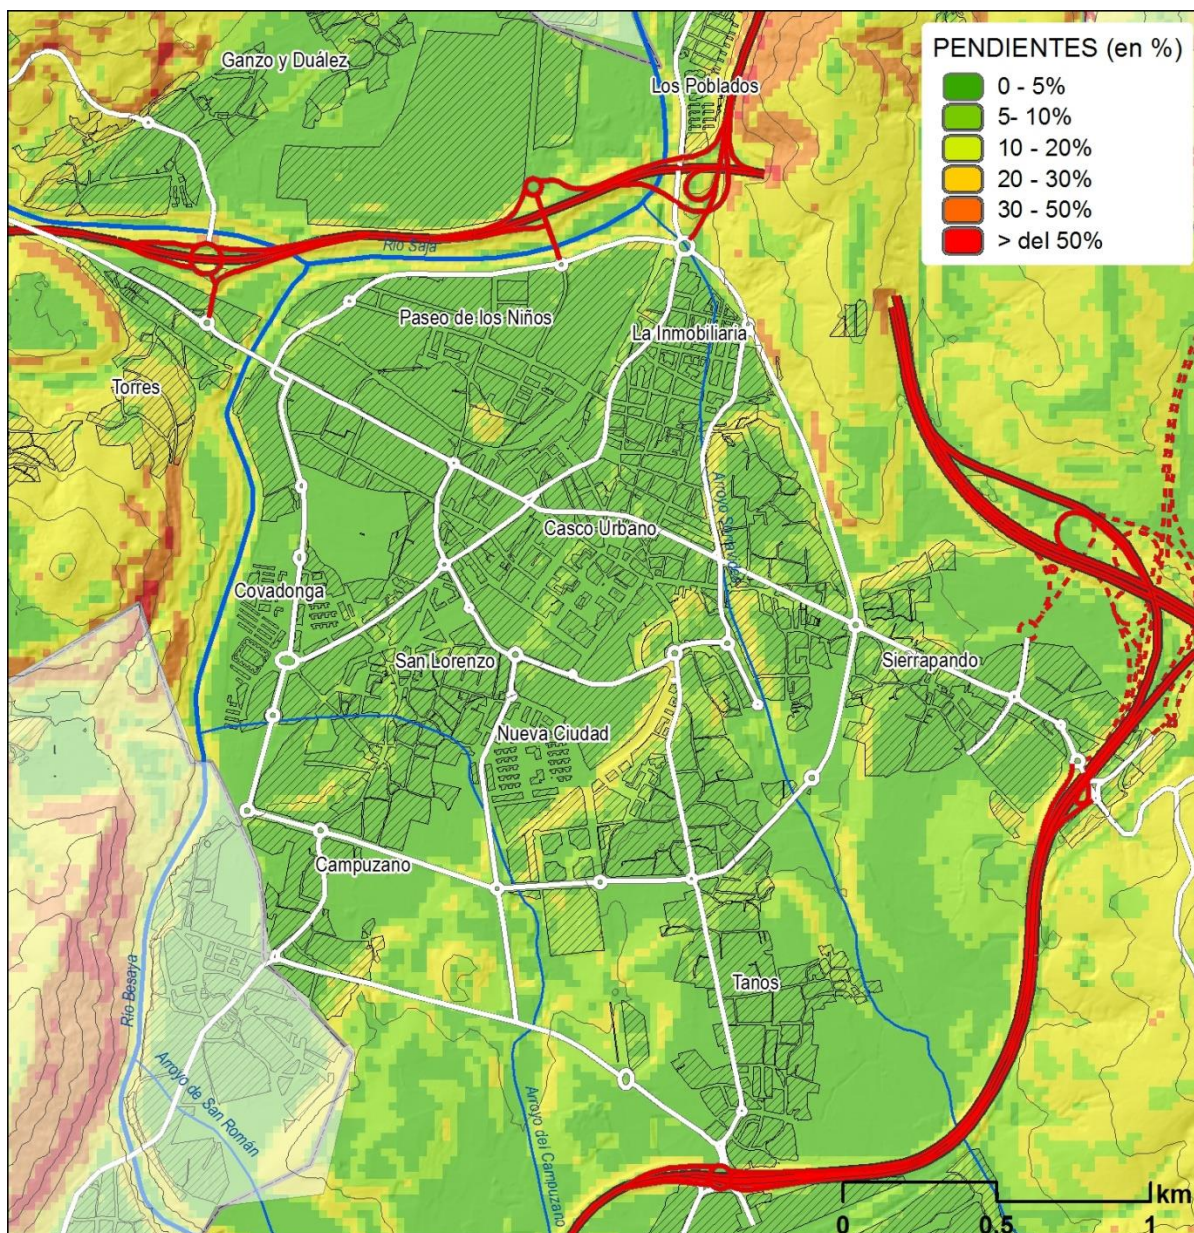 PENDIENTES (en %)
0 - 5%
5- 10%
10 - 20%
20 - 30%
30 - 50%
> del 50%
Ganzo y Duález
Los Poblados
Río Saja
Paseo de los Niños
La Inmobiliaria
Torres
Arroyo
Casco Urbano
Covadonga
San Lorenzo
Sierrapando
Nueva Ciudad
Campuzano
Río Besaya
Tanos
Arroyo de San Román
Arroyo del Campuzano
km
0
0.5
1